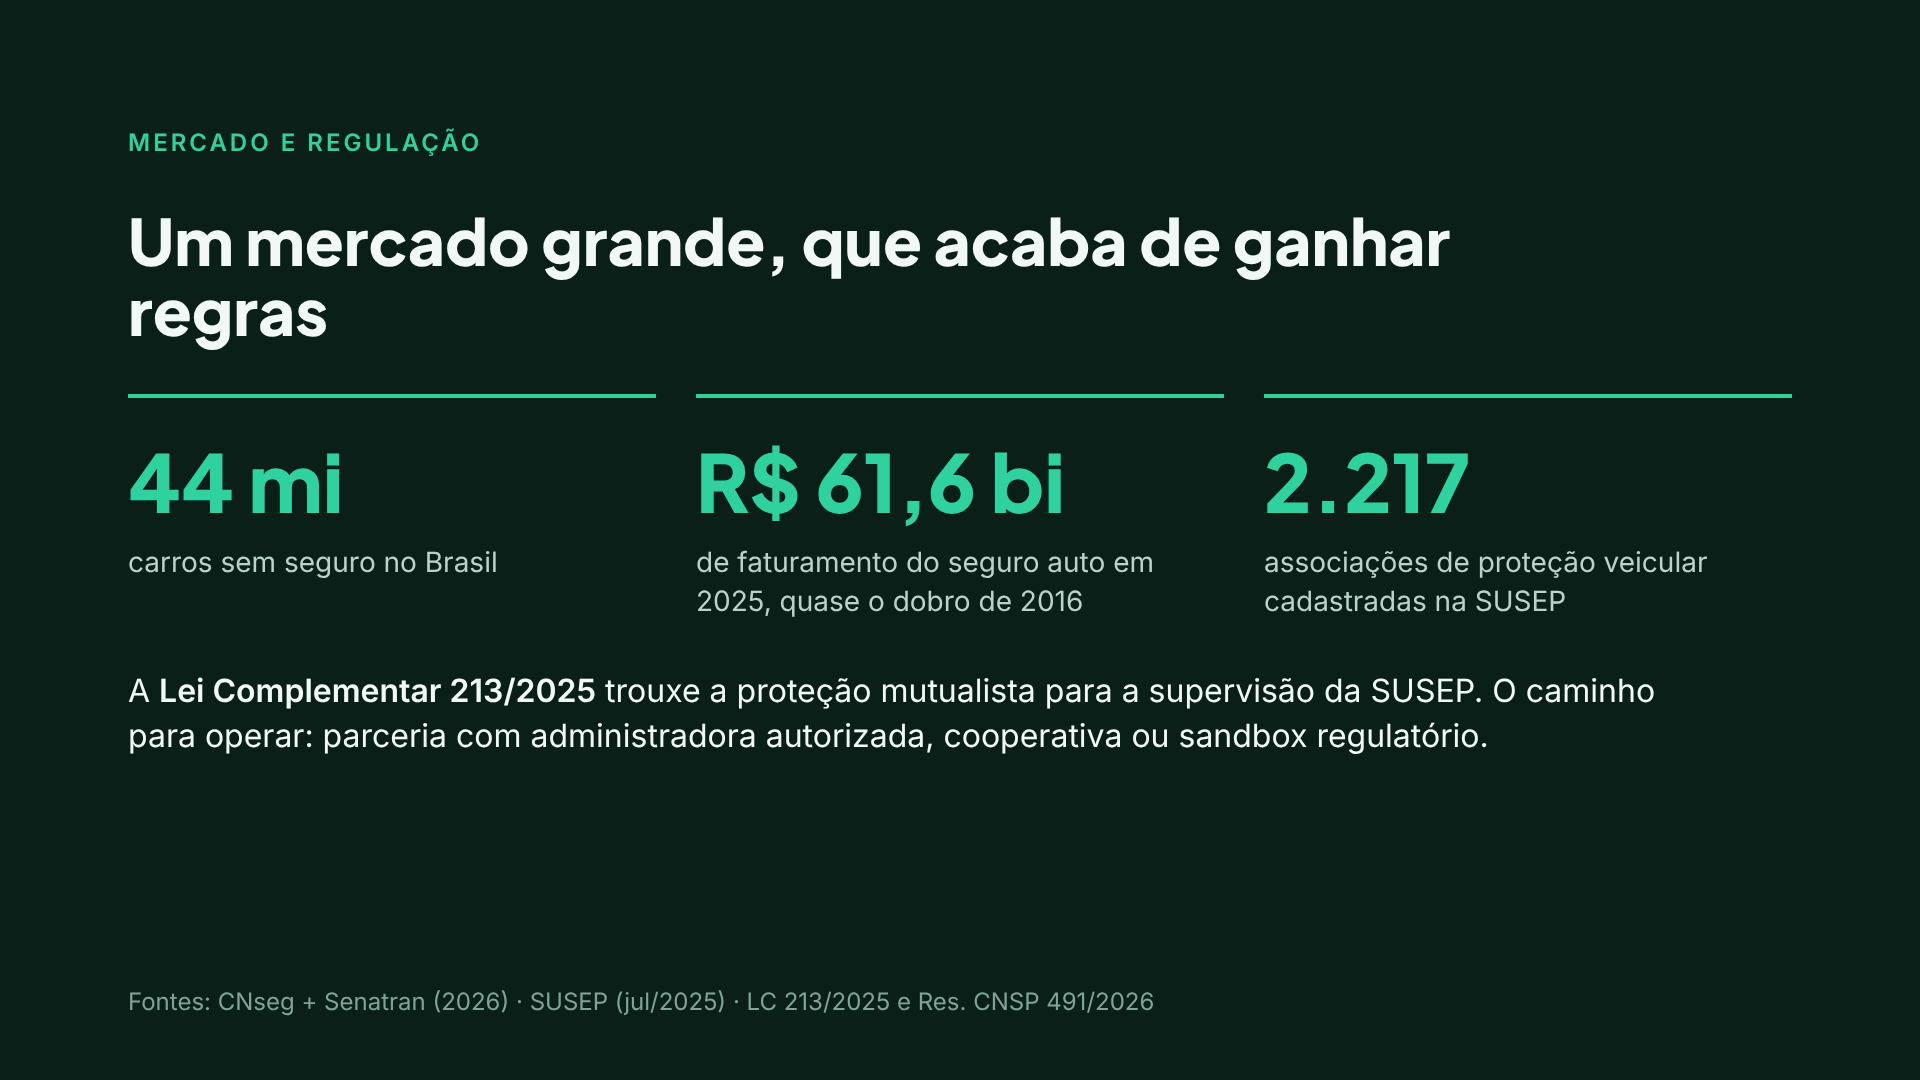 MERCADO E REGULAÇÃO
Um mercado grande, que acaba de ganhar
regras
44 mi
carros sem seguro no Brasil
R$ 61,6 bi
de faturamento do seguro auto em
2025, quase o dobro de 2016
2.217
associações de proteção veicular
cadastradas na SUSEP
A Lei Complementar 213/2025 trouxe a proteção mutualista para a supervisão da SUSEP. O caminho
para operar: parceria com administradora autorizada, cooperativa ou sandbox regulatório.
Fontes: CNseg + Senatran (2026) · SUSEP (jul/2025) · LC 213/2025 e Res. CNSP 491/2026